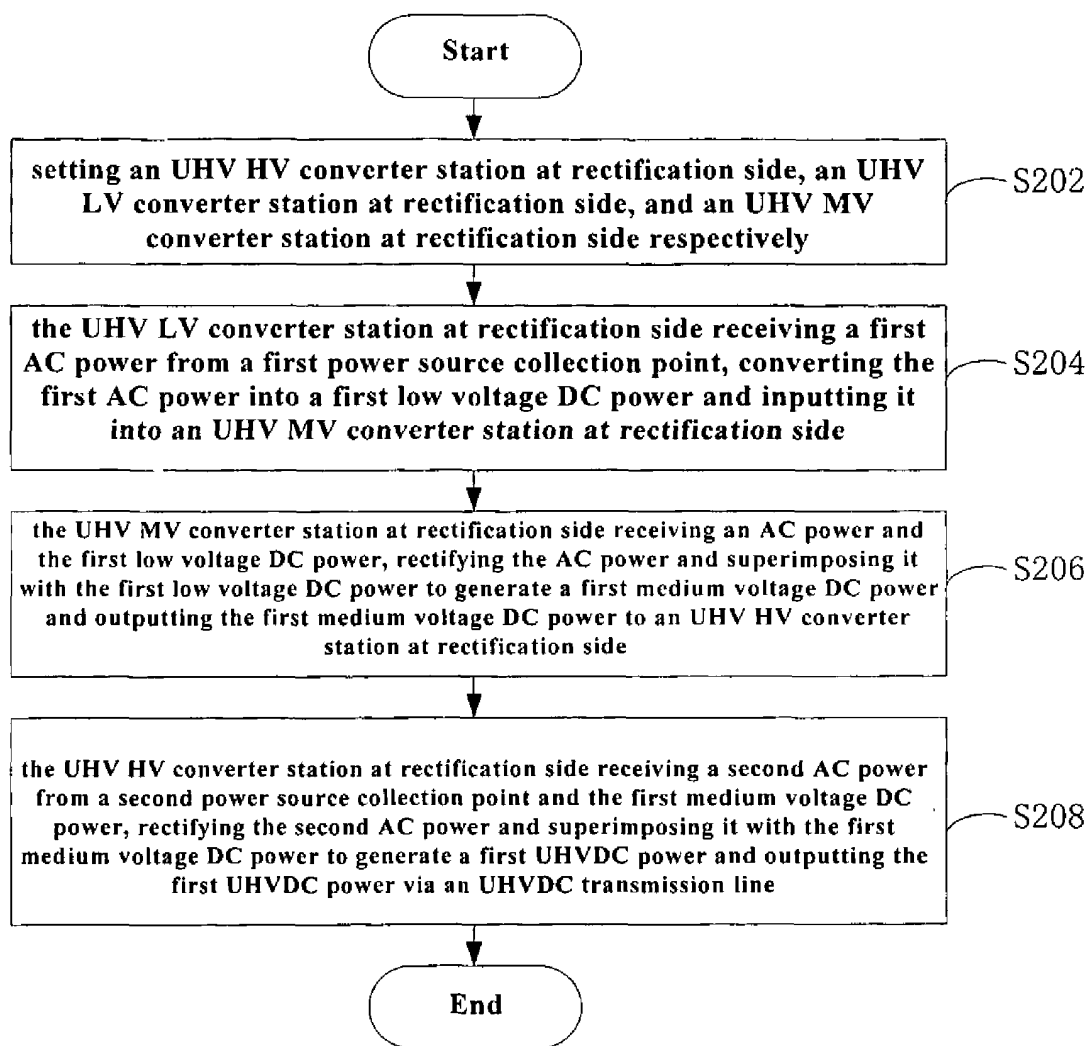 Start
setting an UHV HV converter station at rectification side, an UHV
LV converter station at rectification side, and an UHV MV
converter station at rectification side respectively
S202
the UHV LV converter station at rectification side receiving a first
AC power from a first power source collection point, converting the
first AC power into a first low voltage DC power and inputting it
into an UHV MV converter station at rectification side
S204
the UHV MV converter station at rectification side receiving an AC power and
the first low voltage DC power, rectifying the AC power and superimposing it
with the first low voltage DC power to generate a first medium voltage DC power
and outputting the first medium voltage DC power to an UHV HV converter
station at rectification side
S206
the UHV HV converter station at rectification side receiving a second AC power
from a second power source collection point and the first medium voltage DC
power, rectifying the second AC power and superimposing it with the first
medium voltage DC power to generate a first UHVDC power and outputting the
first UHVDC power via an UHVDC transmission line
S208
End